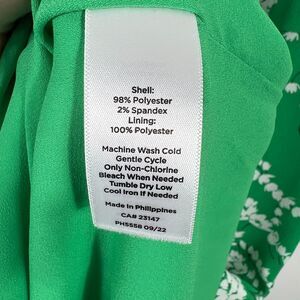 Shell:
98% Polyester
2% Spandex
Lining:
100% Polyester
Machine Wash Cold
Gentle Cycle
Only Non-Chlorine
Bleach When Needed
Tumble Dry Low
Cool Iron If Needed
Made in Philippines
CA# 23147
PH5558 09/22